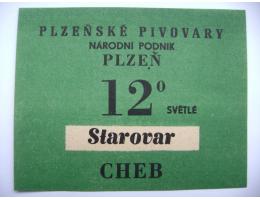 PLZEŇSKÉ PIVOVARY
NÁRODNÍ PODNIK
PLZEŇ
12° SVĚTLÉ
Starovar
CHEB